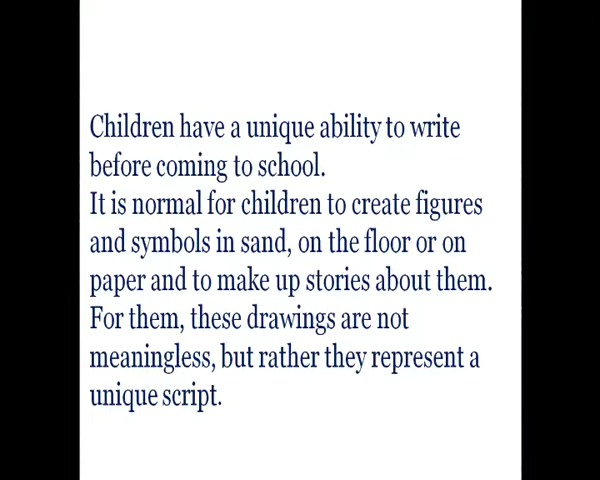 Children have a unique ability to write
before coming to school.
It is normal for children to create figures
and symbols in sand, on the floor or on
paper and to make up stories about them.
For them, these drawings are not
meaningless, but rather they represent a
unique script.